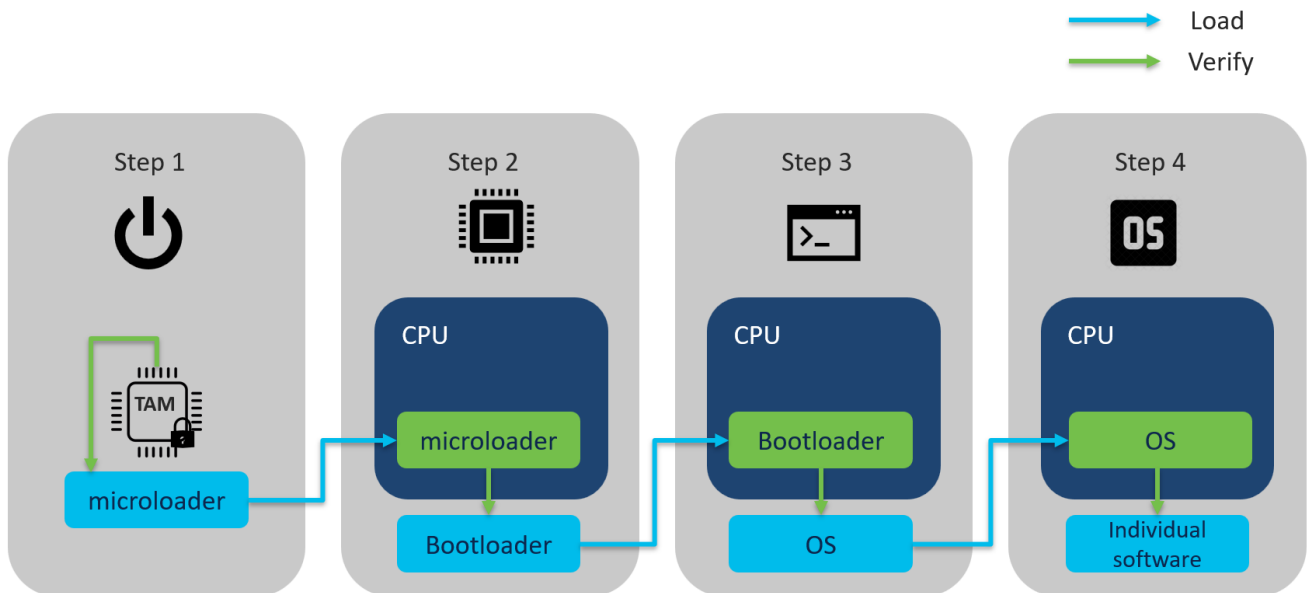 Load
Verify
Step 1
TAM
microloader
Step 2
CPU
microloader
Bootloader
Step 3
>_
CPU
Bootloader
OS
Step 4
OS
CPU
OS
Individual
software